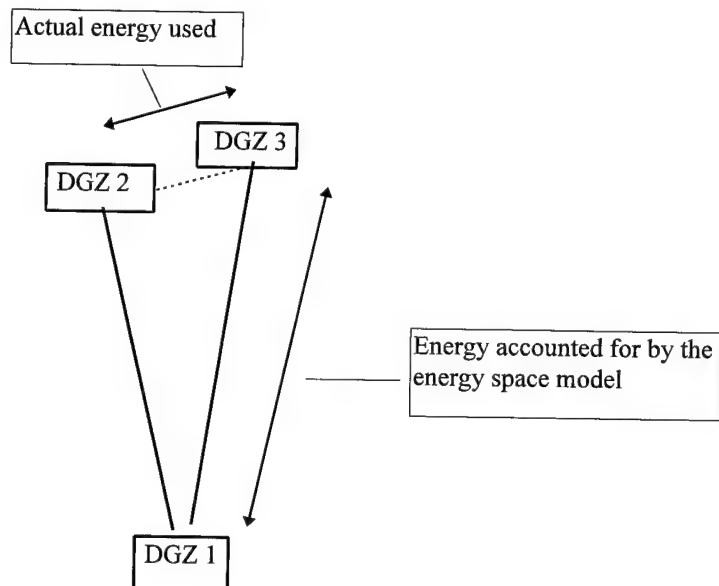 Actual energy used
DGZ 3
DGZ 2
Energy accounted for by the
energy space model
DGZ 1